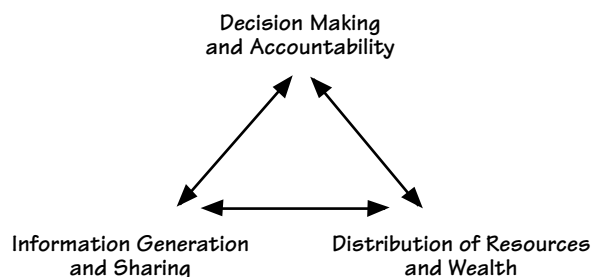 Decision Making
and Accountability
Information Generation
and Sharing
Distribution of Resources
and Wealth